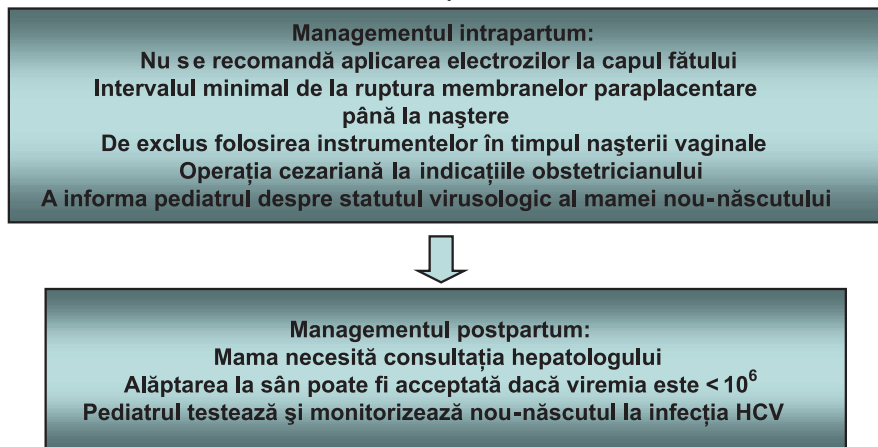 Managementul intrapartum:
Nu se recomandă aplicarea electrozilor la capul fătului
Intervalul minimal de la ruptura membranelor paraplacentare
până la naştere
De exclus folosirea instrumentelor în timpul naşterii vaginale
Operaţia cezariană la indicaţiile obstetricianului
A informa pediatrul despre statutul virusologic al mamei nou-născutului
Managementul postpartum:
Mama necesită consultaţia hepatologului
Alăptarea la sân poate fi acceptată dacă viremia este < 10⁶
Pediatrul testează şi monitorizează nou-născutul la infecţia HCV